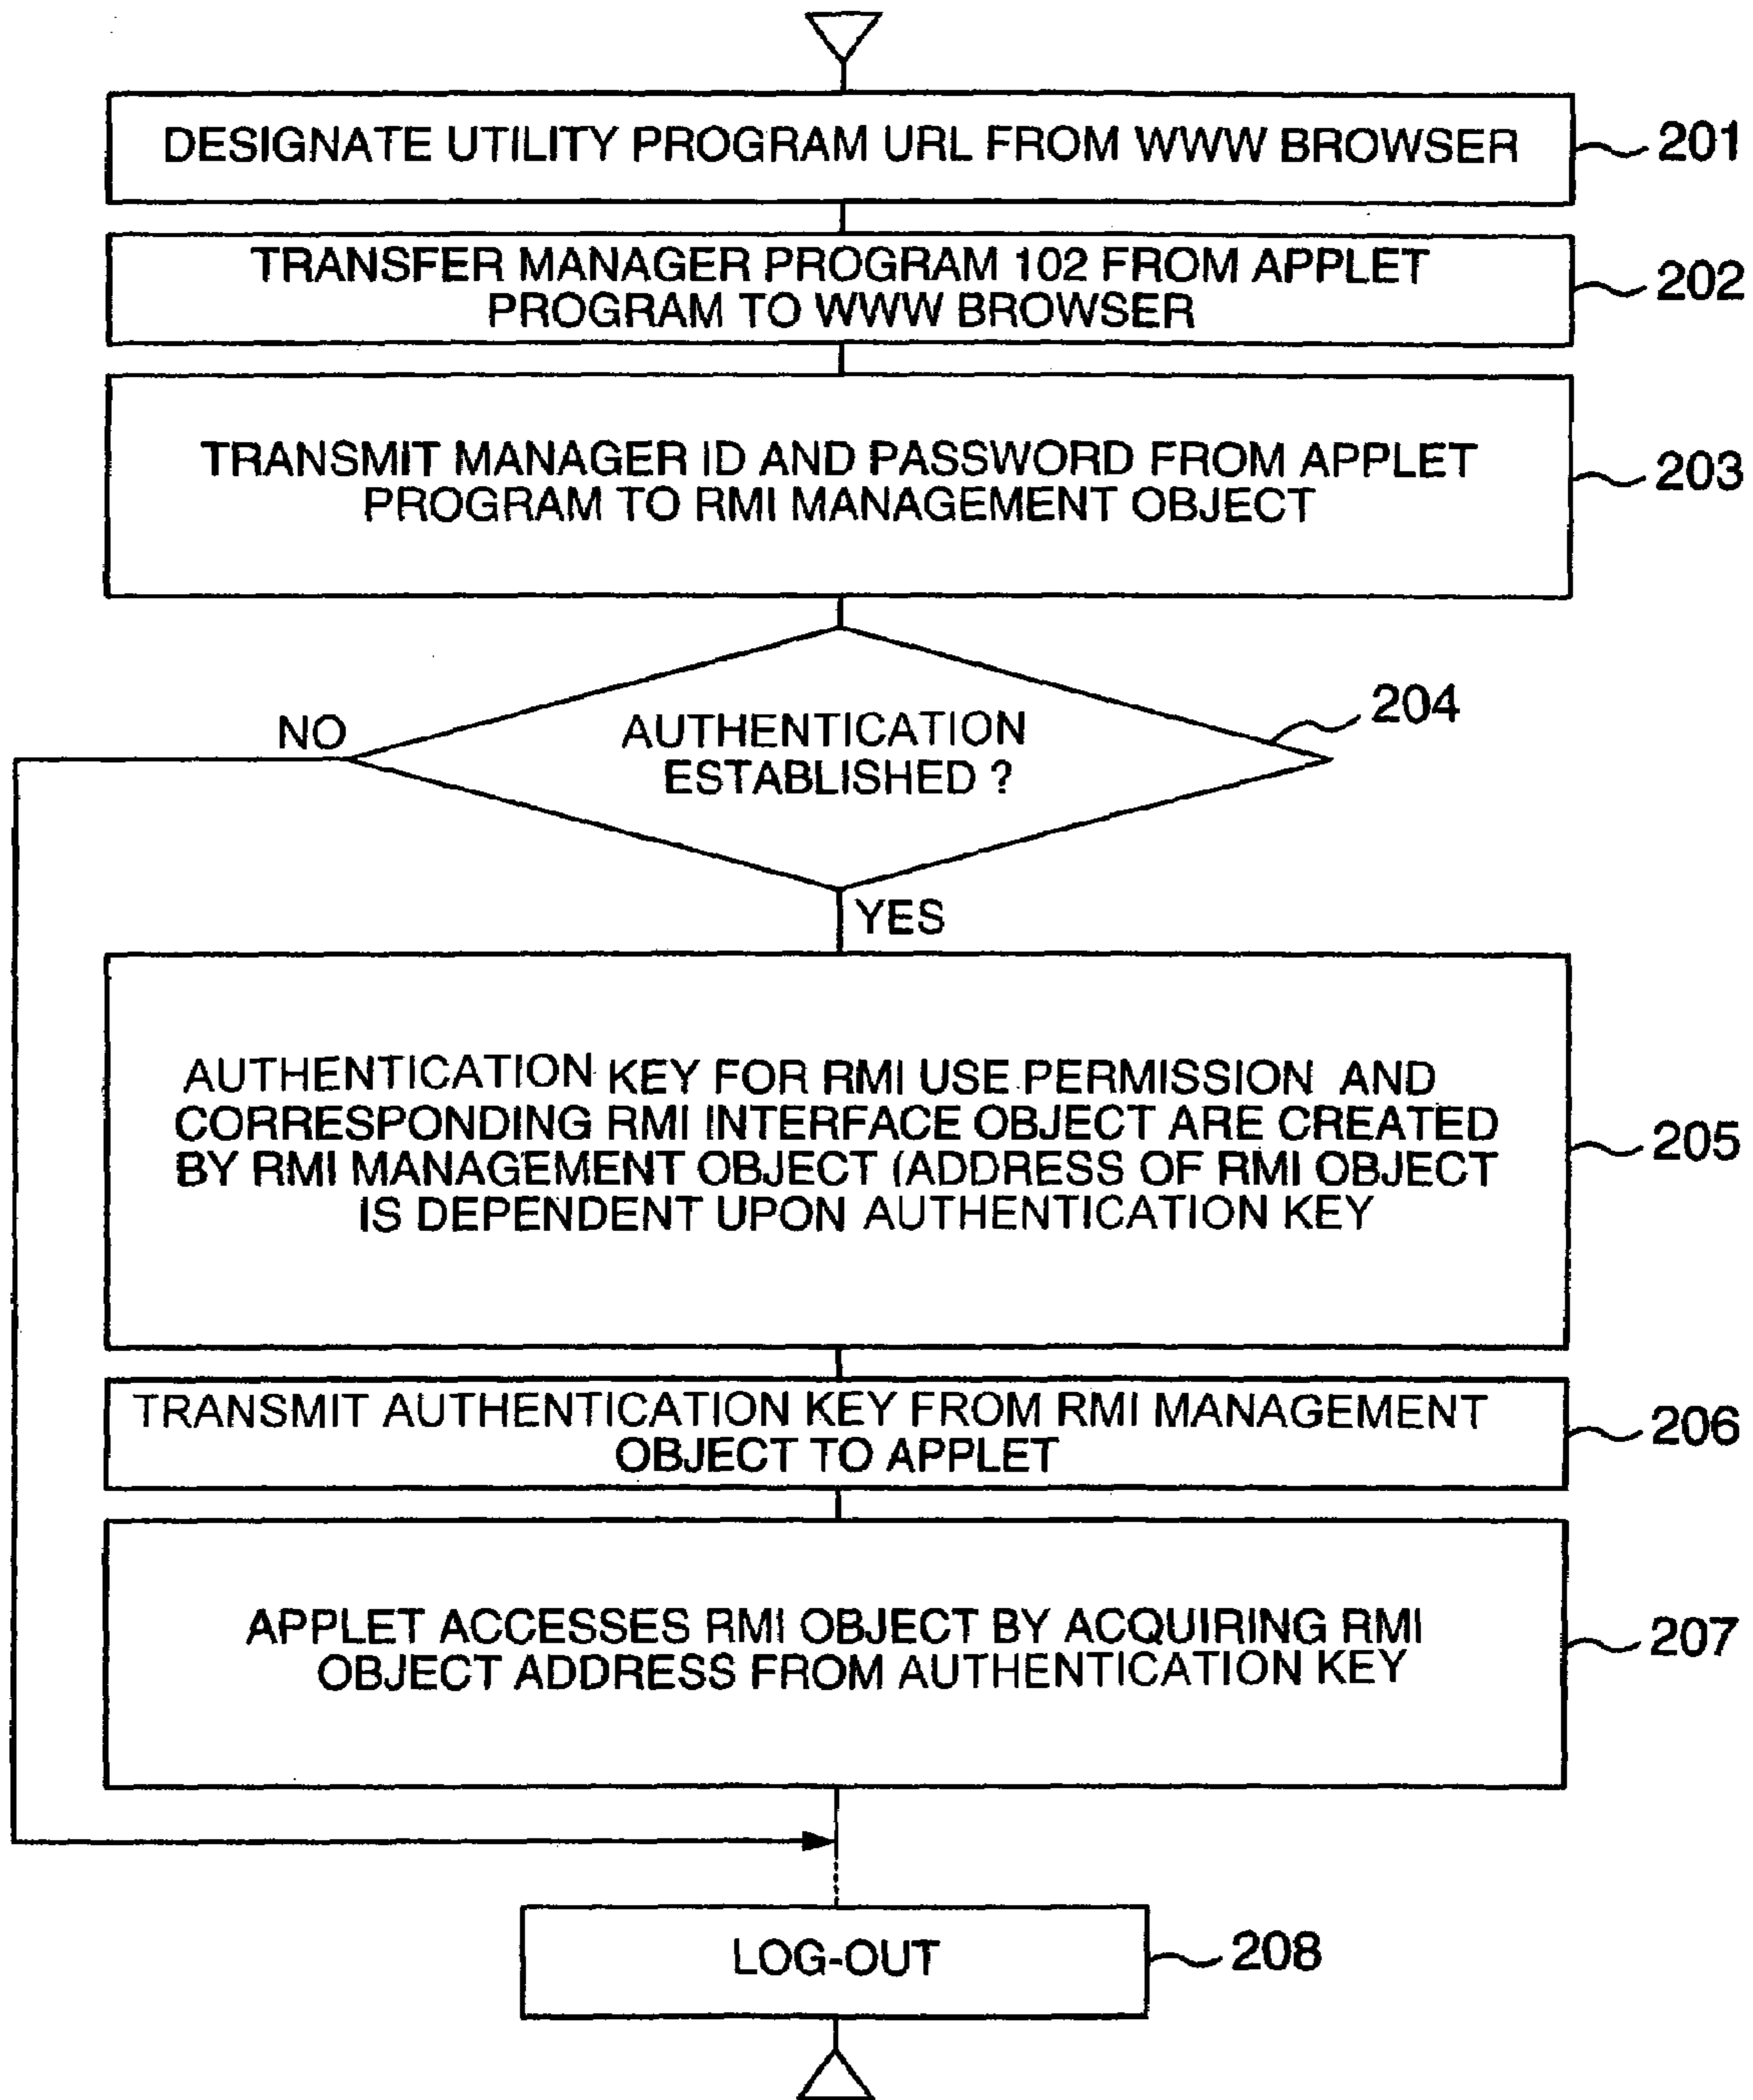 DESIGNATE UTILITY PROGRAM URL FROM WWW BROWSER
201
TRANSFER MANAGER PROGRAM 102 FROM APPLET
PROGRAM TO WWW BROWSER
202
TRANSMIT MANAGER ID AND PASSWORD FROM APPLET
PROGRAM TO RMI MANAGEMENT OBJECT
203
NO
AUTHENTICATION
ESTABLISHED ?
204
YES
AUTHENTICATION KEY FOR RMI USE PERMISSION AND
CORRESPONDING RMI INTERFACE OBJECT ARE CREATED
BY RMI MANAGEMENT OBJECT (ADDRESS OF RMI OBJECT
IS DEPENDENT UPON AUTHENTICATION KEY
205
TRANSMIT AUTHENTICATION KEY FROM RMI MANAGEMENT
OBJECT TO APPLET
206
APPLET ACCESSES RMI OBJECT BY ACQUIRING RMI
OBJECT ADDRESS FROM AUTHENTICATION KEY
207
LOG-OUT
208